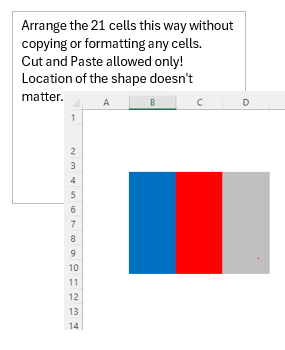 Arrange the 21 cells this way without
copying or formatting any cells.
Cut and Paste allowed only!
Location of the shape doesn't
matter.
A B C D
1
2
3
4
5
6
7
8
9
10
11
12
13
14